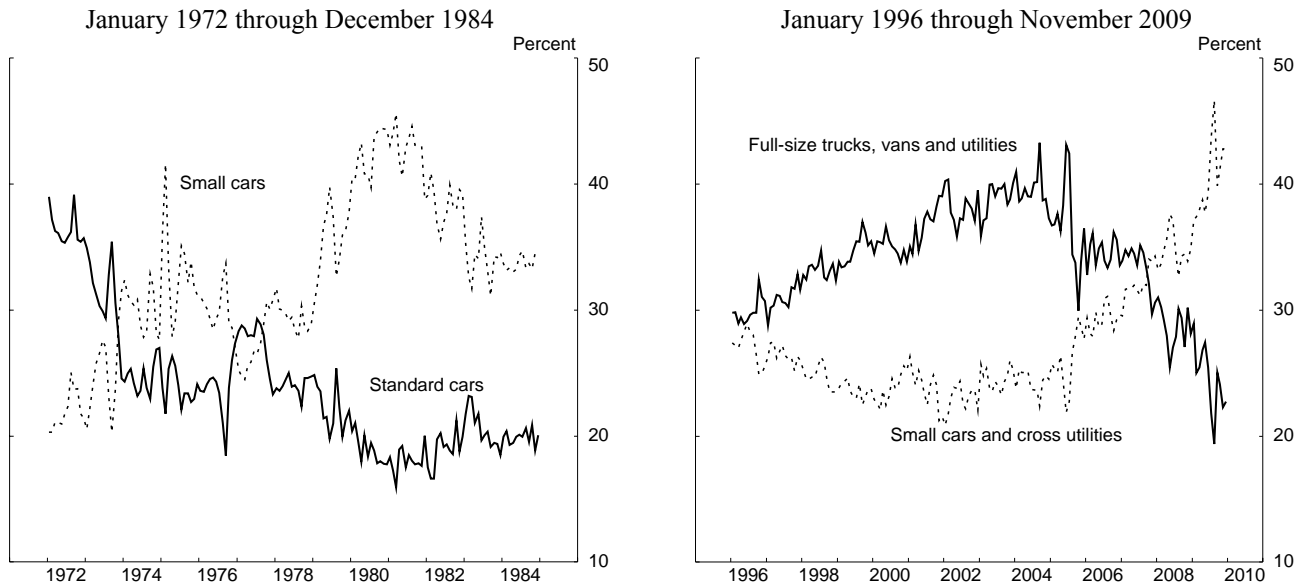 January 1972 through December 1984
Percent
50
40
30
20
10
Small cars
Standard cars
1972 1974 1976 1978 1980 1982 1984
January 1996 through November 2009
Percent
50
40
30
20
10
Full-size trucks, vans and utilities
Small cars and cross utilities
1996 1998 2000 2002 2004 2006 2008 2010